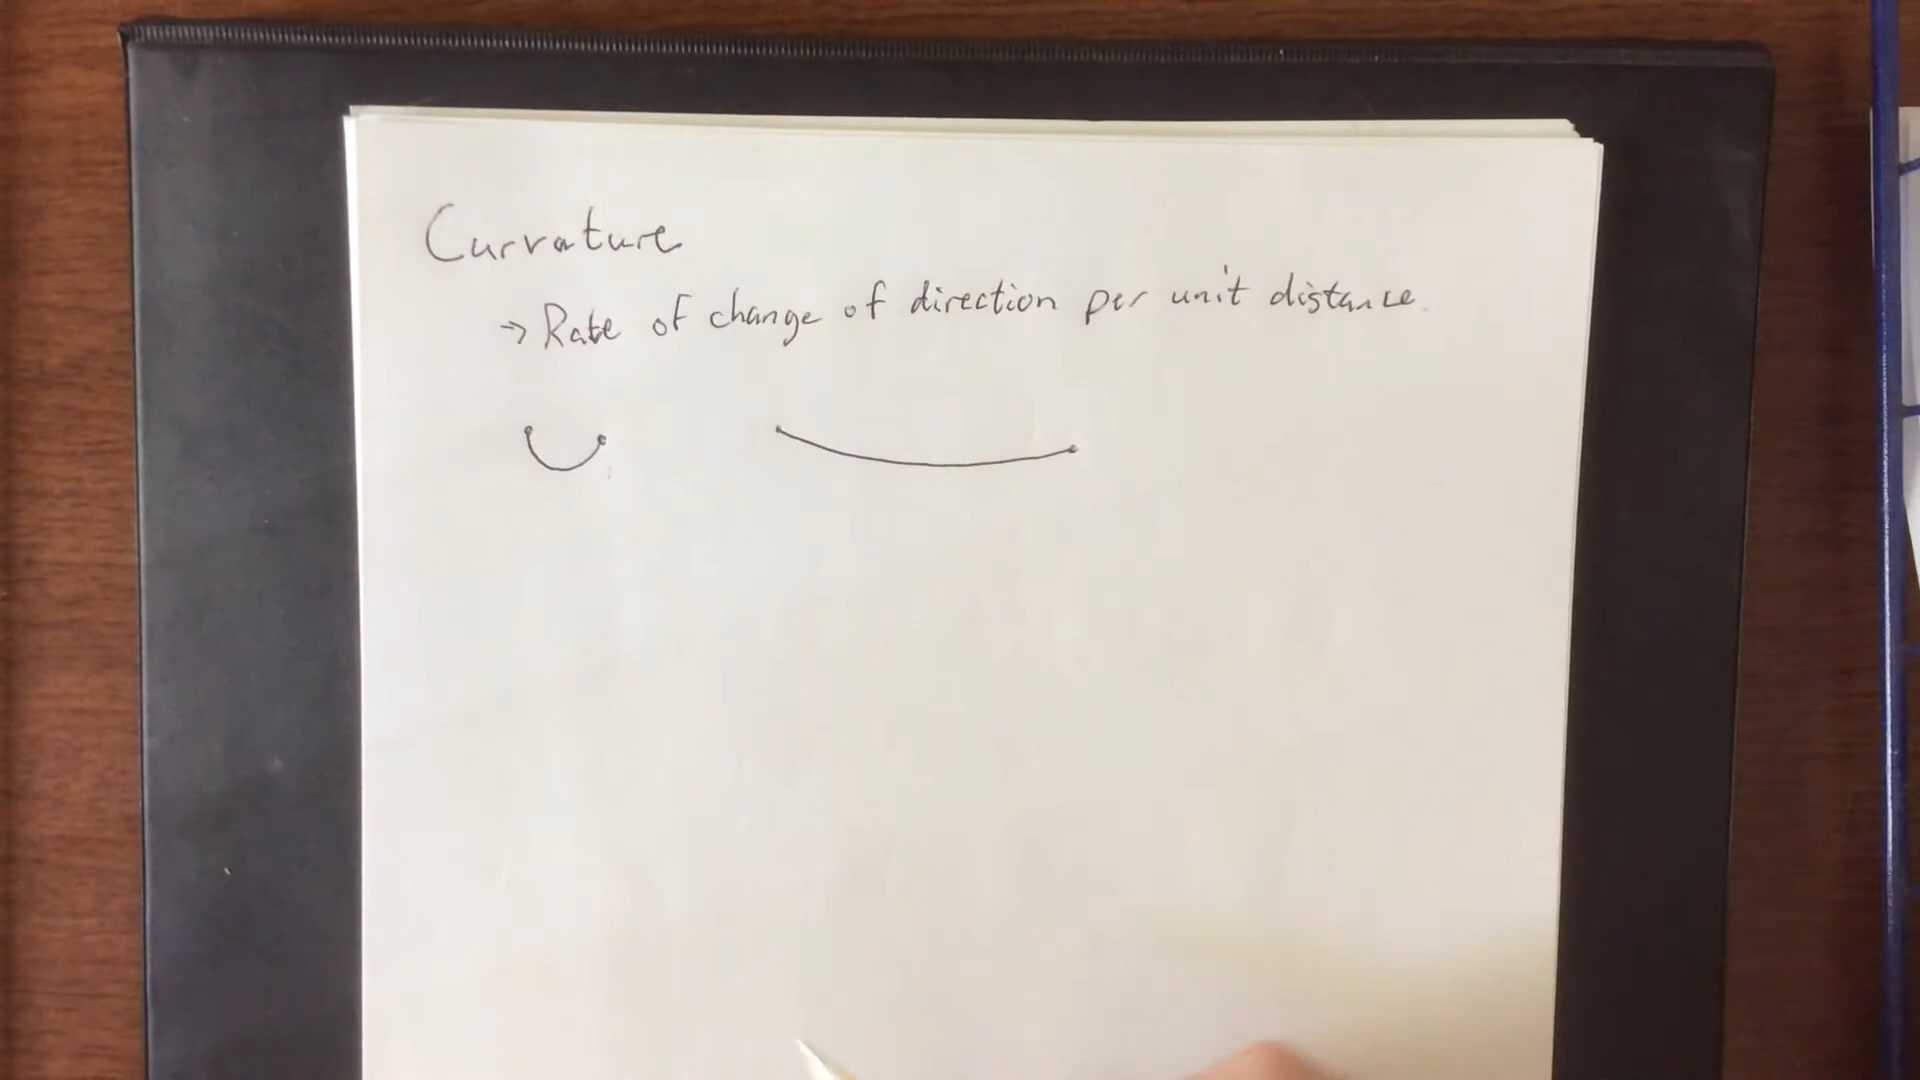 Curvature
→ Rate of change of direction per unit distance.